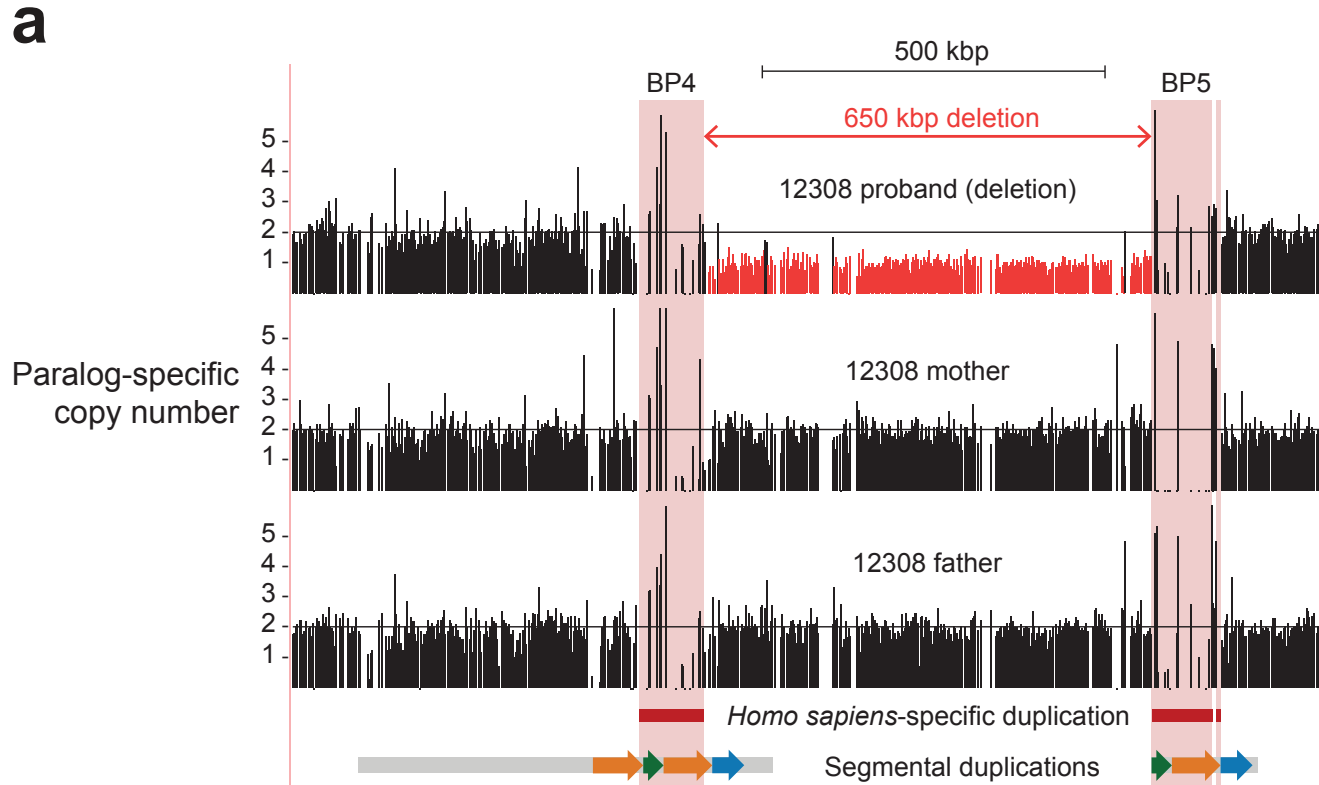 a
500 kbp
BP4
BP5
650 kbp deletion
12308 proband (deletion)
5
4
3
2
1
Paralog-specific
copy number
12308 mother
5
4
3
2
1
12308 father
5
4
3
2
1
Homo sapiens-specific duplication
Segmental duplications